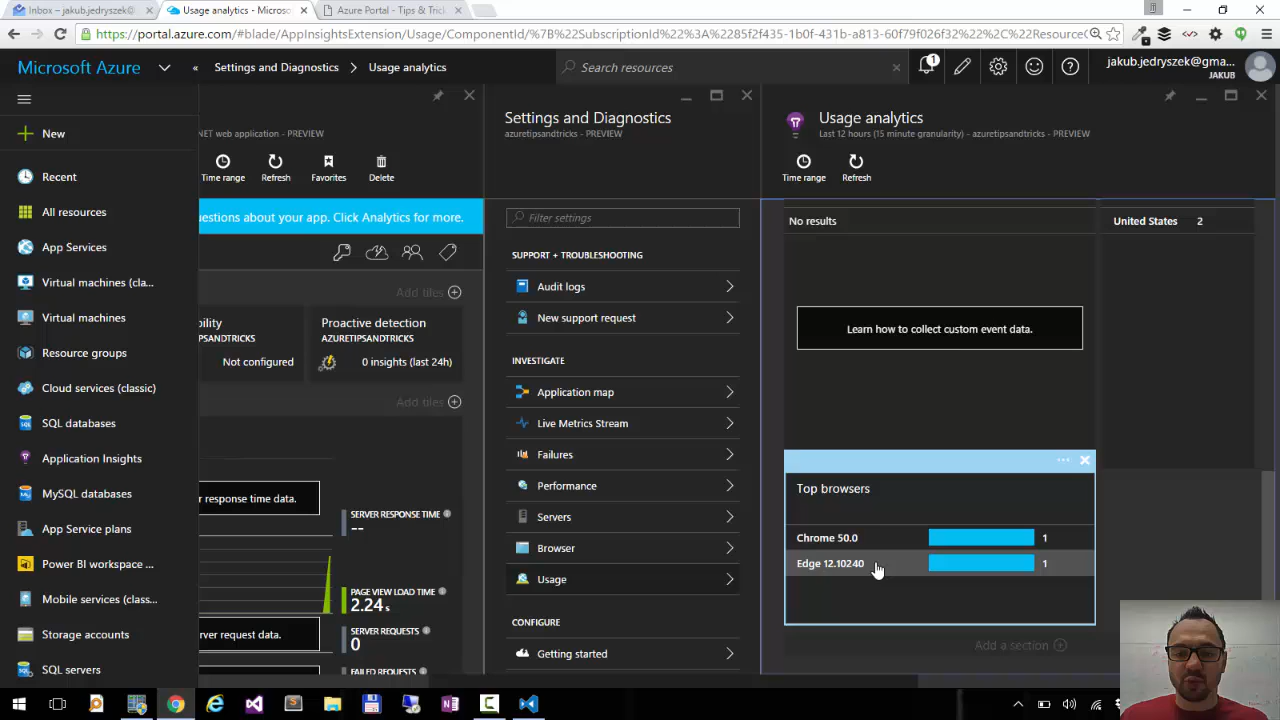 Inbox – jakub.jedryszek@
Usage analytics - Microso
Azure Portal - Tips & Trick
https://portal.azure.com/#blade/AppInsightsExtension/Usage/ComponentId/%7B%22SubscriptionId%22%3A%2285f2f435-1b0f-431b-a813-60f79f026f32%22%2C%22ResourceG
Microsoft Azure
«
Settings and Diagnostics > Usage analytics
Search resources
1
jakub.jedryszek@gma...
JAKUB
New
Recent
All resources
App Services
Virtual machines (cla...
Virtual machines
Resource groups
Cloud services (classic)
SQL databases
Application Insights
MySQL databases
App Service plans
Power BI workspace ...
Mobile services (class...
Storage accounts
SQL servers
NET web application - PREVIEW
Time range
Refresh
Favorites
Delete
uestions about your app. Click Analytics for more.
Add tiles
bility
PSANDTRICKS
Not configured
Proactive detection
AZURETIPSANDTRICKS
0 insights (last 24h)
Add tiles
r response time data.
SERVER RESPONSE TIME
--
PAGE VIEW LOAD TIME
2.24 s
erver request data.
SERVER REQUESTS
0
FAILED REQUESTS
Settings and Diagnostics
azuretipsandtricks - PREVIEW
Filter settings
SUPPORT + TROUBLESHOOTING
Audit logs
New support request
INVESTIGATE
Application map
Live Metrics Stream
Failures
Performance
Servers
Browser
Usage
CONFIGURE
Getting started
Usage analytics
Last 12 hours (15 minute granularity) - azuretipsandtricks - PREVIEW
Time range
Refresh
No results
United States 2
Learn how to collect custom event data.
Top browsers
Chrome 50.0 1
Edge 12.10240 1
Add a section